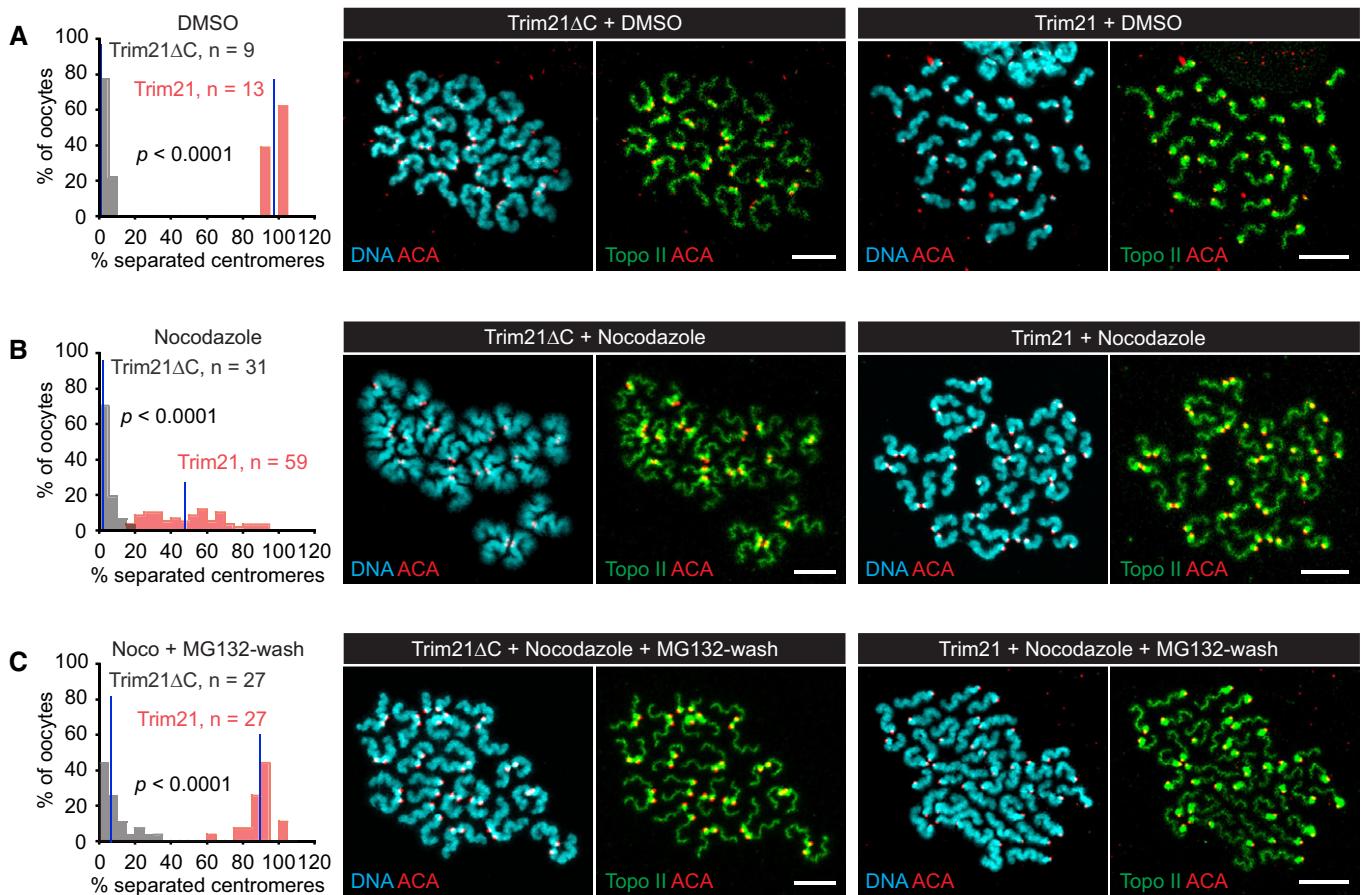 A
DMSO
100
80
60
40
20
0
% of oocytes
Trim21ΔC, n = 9
Trim21, n = 13
p < 0.0001
0 20 40 60 80 100 120
% separated centromeres
Trim21ΔC + DMSO
DNA ACA
Topo II ACA
Trim21 + DMSO
DNA ACA
Topo II ACA
B
Nocodazole
100
80
60
40
20
0
% of oocytes
Trim21ΔC, n = 31
p < 0.0001
Trim21, n = 59
0 20 40 60 80 100 120
% separated centromeres
Trim21ΔC + Nocodazole
DNA ACA
Topo II ACA
Trim21 + Nocodazole
DNA ACA
Topo II ACA
C
Noco + MG132-wash
100
80
60
40
20
0
% of oocytes
Trim21ΔC, n = 27
Trim21, n = 27
p < 0.0001
0 20 40 60 80 100 120
% separated centromeres
Trim21ΔC + Nocodazole + MG132-wash
DNA ACA
Topo II ACA
Trim21 + Nocodazole + MG132-wash
DNA ACA
Topo II ACA